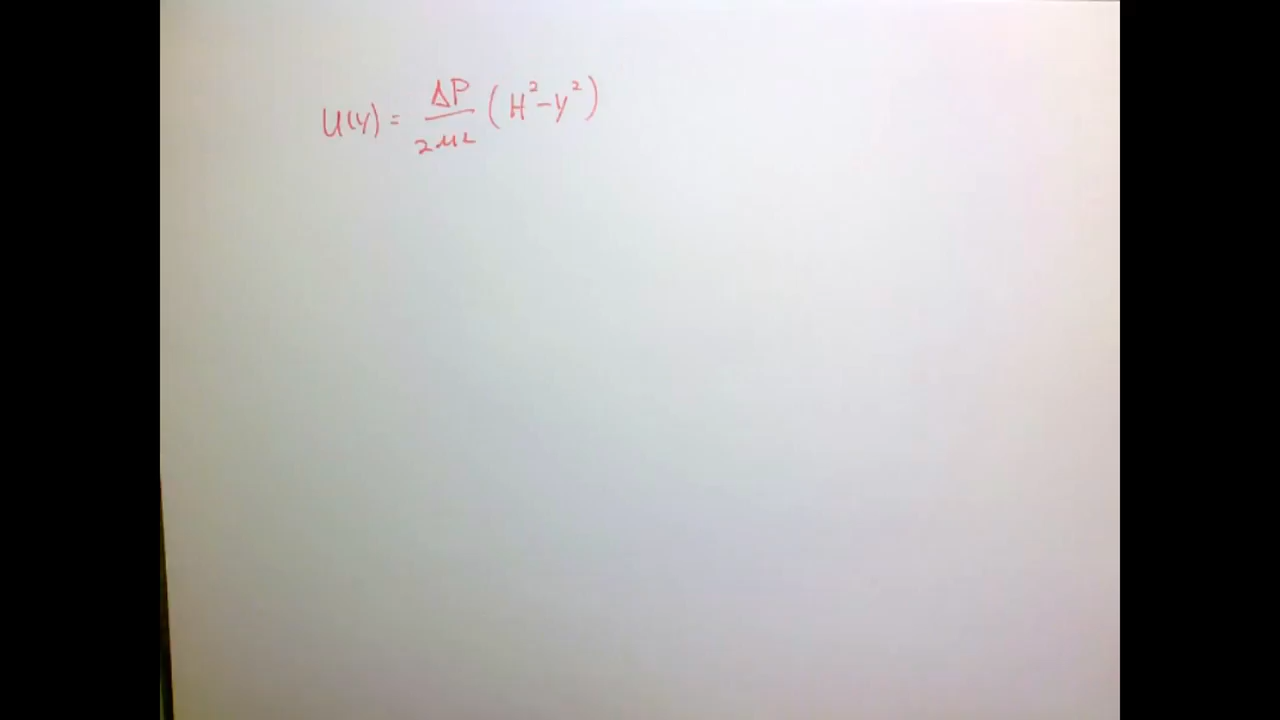 U(y) = ΔP / 2μL (H² - y²)